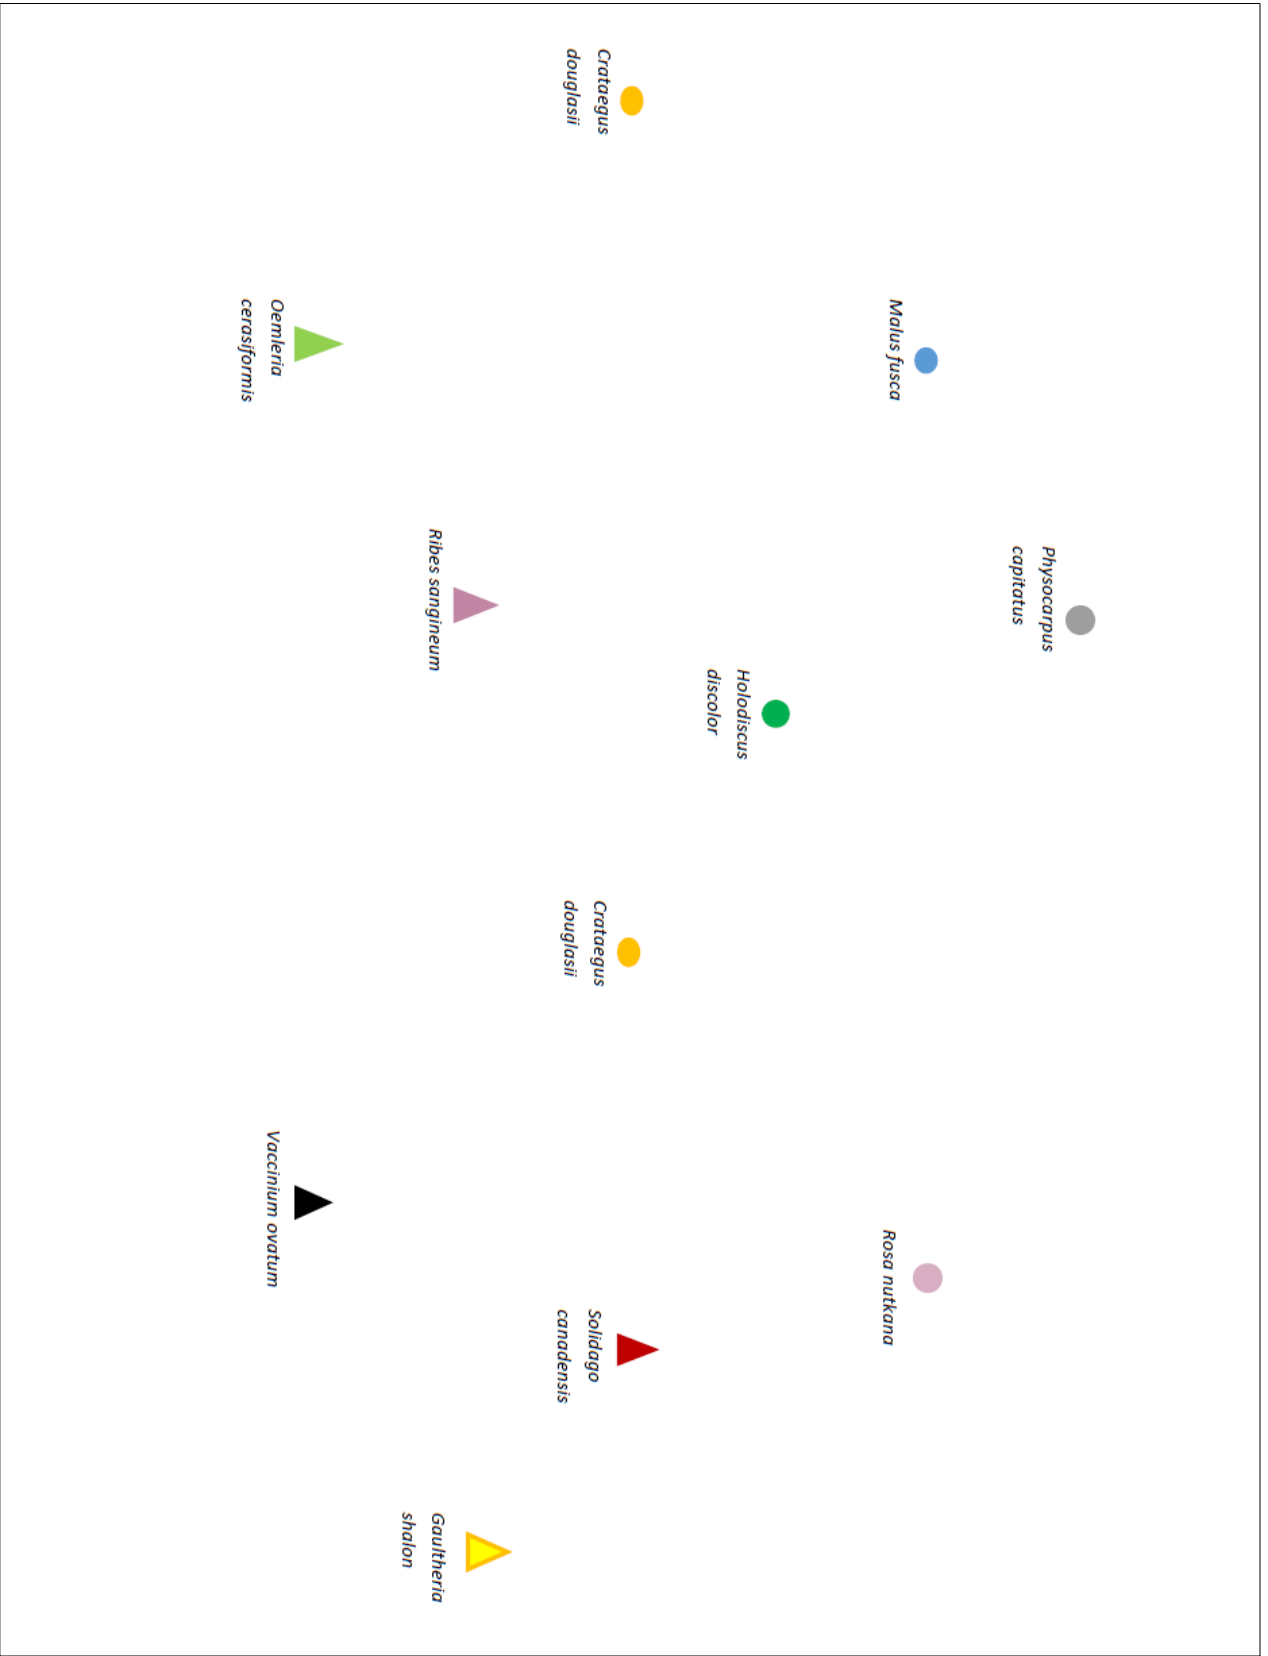 Physocarpus
capitatus
Malus fusca
Rosa nutkana
Holodiscus
discolor
Crataegus
douglasii
Crataegus
douglasii
Solidago
canadensis
Ribes sangineum
Gaultheria
shalon
Oemleria
cerasiformis
Vaccinium ovatum